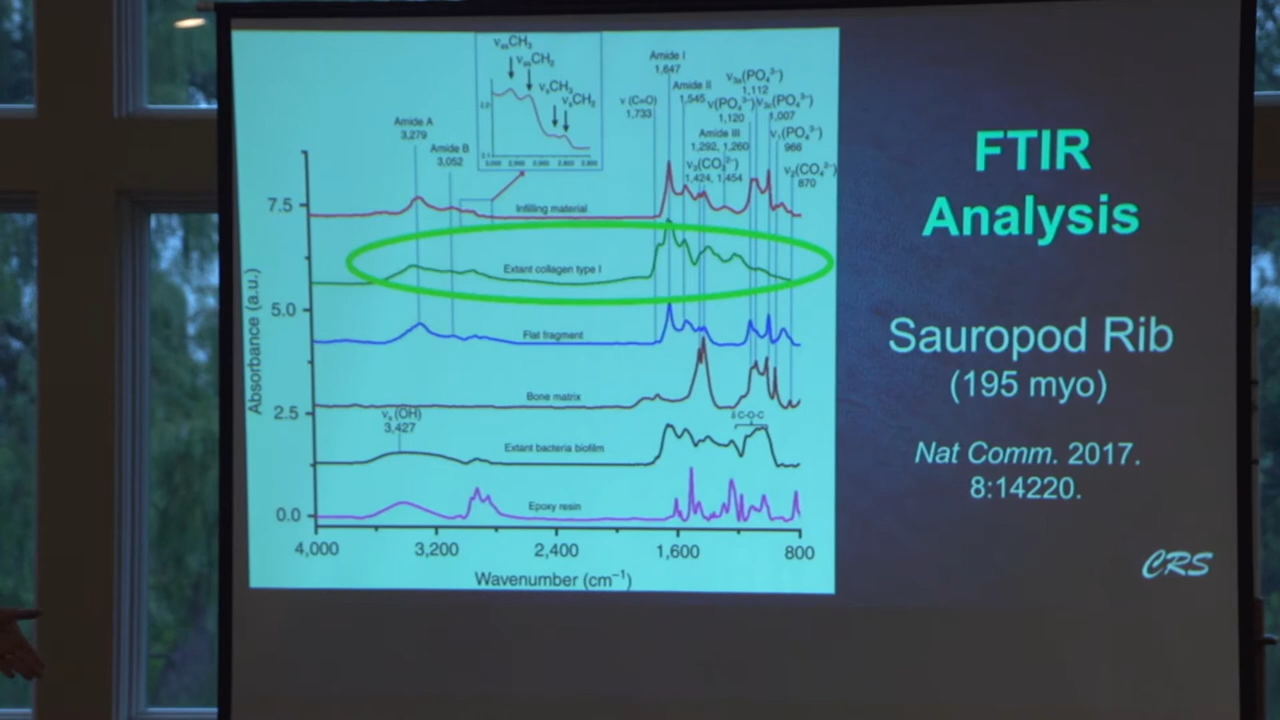 νasCH₃
νasCH₂
νsCH₃
νsCH₂
3,000 2,800
Amide A
3,279
Amide B
3,052
ν (C=O)
1,733
Amide I
1,647
Amide II
1,545
Amide III
1,292, 1,260
ν₃(CO₃²⁻)
1,424, 1,454
ν(PO₄³⁻)
1,120
ν₃ₐ(PO₄³⁻)
1,112
ν₃c(PO₄³⁻)
1,007
ν₁(PO₄³⁻)
966
ν₂(CO₃²⁻)
870
7.5
5.0
2.5
0.0
Absorbance (a.u.)
Infilling material
Extant collagen type I
Flat fragment
Bone matrix
νs (OH)
3,427
δ C-O-C
Extant bacteria biofilm
Epoxy resin
4,000 3,200 2,400 1,600 800
Wavenumber (cm⁻¹)
FTIR
Analysis
Sauropod Rib
(195 myo)
Nat Comm. 2017.
8:14220.
CRS